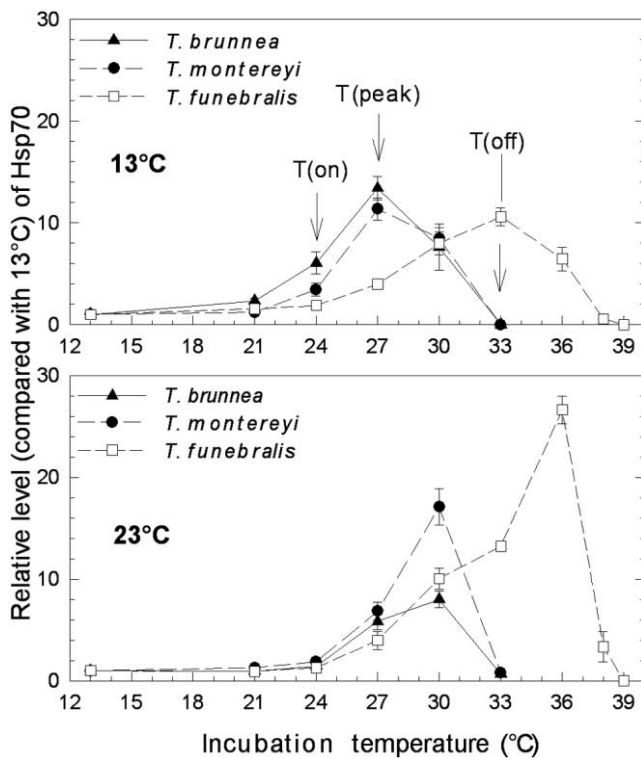 Relative level (compared with 13°C) of Hsp70
30
20
10
0
T. brunnea
T. montereyi
T. funebralis
13°C
T(on)
T(peak)
T(off)
12 15 18 21 24 27 30 33 36 39
30
20
10
0
T. brunnea
T. montereyi
T. funebralis
23°C
12 15 18 21 24 27 30 33 36 39
Incubation temperature (°C)